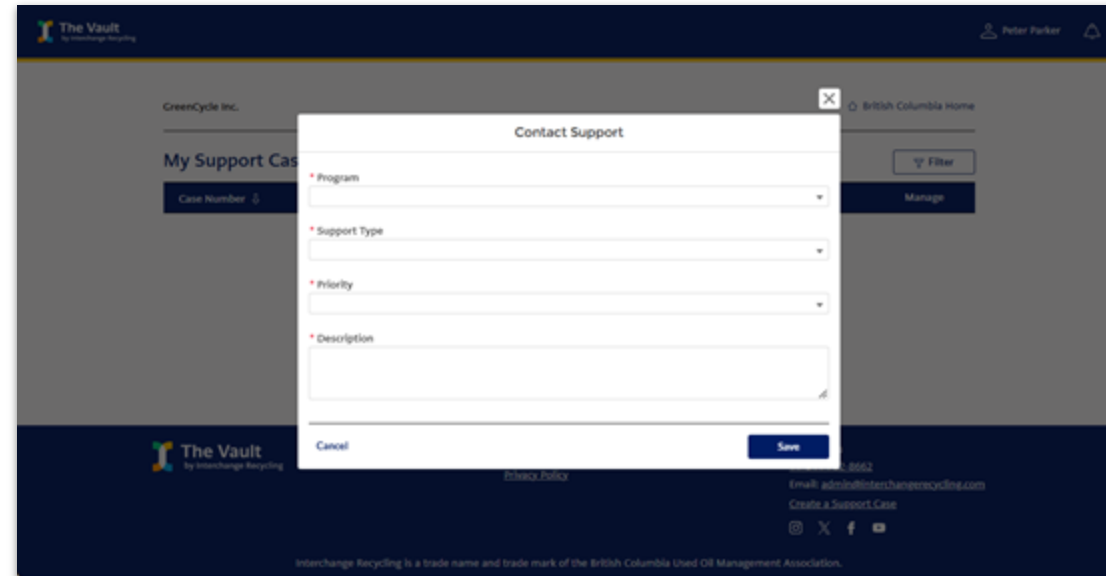 The Vault
by Interchange Recycling
Peter Parker
GreenCycle Inc.
British Columbia Home
Contact Support
My Support Cas
Filter
* Program
Case Number
Manage
* Support Type
* Priority
* Description
Cancel
Save
The Vault
by Interchange Recycling
Privacy Policy
-8662
Email: admin@interchangerecycling.com
Create a Support Case
Interchange Recycling is a trade name and trade mark of the British Columbia Used Oil Management Association.